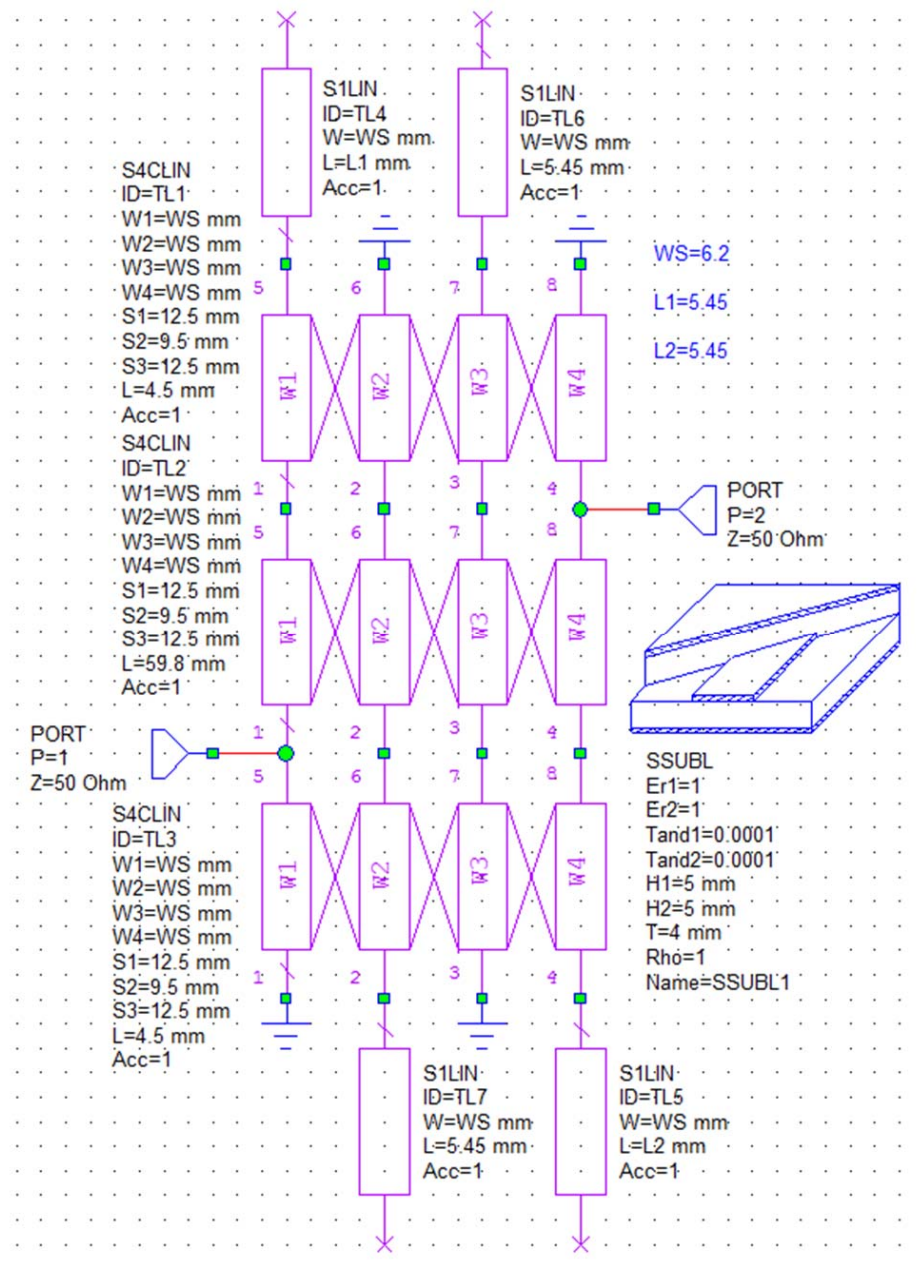 S1LIN
ID=TL4
W=WS mm
L=L1 mm
Acc=1
S1LIN
ID=TL6
W=WS mm
L=5.45 mm
Acc=1
S4CLIN
ID=TL1
W1=WS mm
W2=WS mm
W3=WS mm
W4=WS mm
S1=12.5 mm
S2=9.5 mm
S3=12.5 mm
L=4.5 mm
Acc=1
WS=6.2
L1=5.45
L2=5.45
5
6
7
8
W1
W2
W3
W4
1
2
3
4
S4CLIN
ID=TL2
W1=WS mm
W2=WS mm
W3=WS mm
W4=WS mm
S1=12.5 mm
S2=9.5 mm
S3=12.5 mm
L=59.8 mm
Acc=1
PORT
P=2
Z=50 Ohm
5
6
7
8
W1
W2
W3
W4
1
2
3
4
PORT
P=1
Z=50 Ohm
5
6
7
8
S4CLIN
ID=TL3
W1=WS mm
W2=WS mm
W3=WS mm
W4=WS mm
S1=12.5 mm
S2=9.5 mm
S3=12.5 mm
L=4.5 mm
Acc=1
W1
W2
W3
W4
1
2
3
4
SSUBL
Er1=1
Er2=1
Tand1=0.0001
Tand2=0.0001
H1=5 mm
H2=5 mm
T=4 mm
Rho=1
Name=SSUBL1
S1LIN
ID=TL7
W=WS mm
L=5.45 mm
Acc=1
S1LIN
ID=TL5
W=WS mm
L=L2 mm
Acc=1